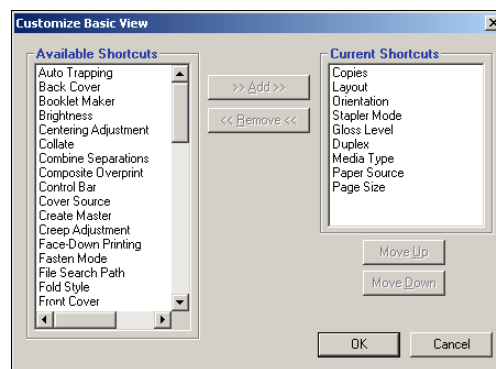 Customize Basic View
Available Shortcuts
Auto Trapping
Back Cover
Booklet Maker
Brightness
Centering Adjustment
Collate
Combine Separations
Composite Overprint
Control Bar
Cover Source
Create Master
Creep Adjustment
Face-Down Printing
Fasten Mode
File Search Path
Fold Style
Front Cover
>> Add >>
<< Remove <<
Current Shortcuts
Copies
Layout
Orientation
Stapler Mode
Gloss Level
Duplex
Media Type
Paper Source
Page Size
Move Up
Move Down
OK
Cancel